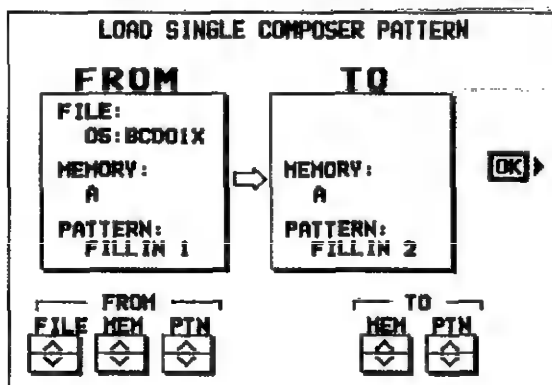 LOAD SINGLE COMPOSER PATTERN
FROM
TO
FILE:
05:BCD01X
MEMORY:
A
PATTERN:
FILLIN 1
MEMORY:
A
PATTERN:
FILLIN 2
OK
FROM
FILE MEM PTN
TO
MEM PTN